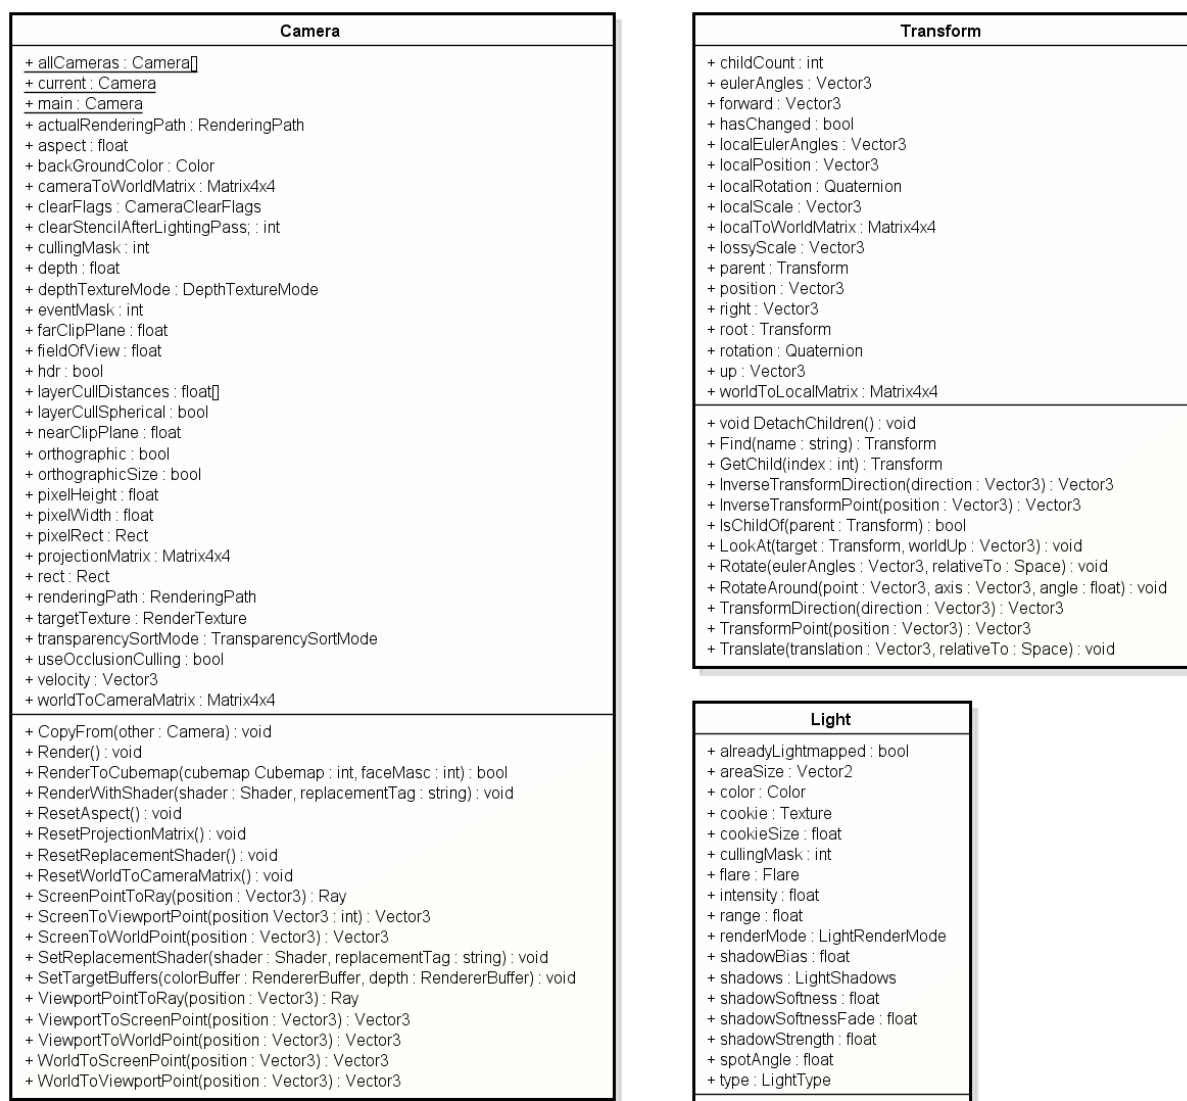 Camera
+ allCameras : Camera[]
+ current : Camera
+ main : Camera
+ actualRenderingPath : RenderingPath
+ aspect : float
+ backGroundColor : Color
+ cameraToWorldMatrix : Matrix4x4
+ clearFlags : CameraClearFlags
+ clearStencilAfterLightingPass; : int
+ cullingMask : int
+ depth : float
+ depthTextureMode : DepthTextureMode
+ eventMask : int
+ farClipPlane : float
+ fieldOfView : float
+ hdr : bool
+ layerCullDistances : float[]
+ layerCullSpherical : bool
+ nearClipPlane : float
+ orthographic : bool
+ orthographicSize : bool
+ pixelHeight : float
+ pixelWidth : float
+ pixelRect : Rect
+ projectionMatrix : Matrix4x4
+ rect : Rect
+ renderingPath : RenderingPath
+ targetTexture : RenderTexture
+ transparencySortMode : TransparencySortMode
+ useOcclusionCulling : bool
+ velocity : Vector3
+ worldToCameraMatrix : Matrix4x4
+ CopyFrom(other : Camera) : void
+ Render() : void
+ RenderToCubemap(cubemap Cubemap : int, faceMasc : int) : bool
+ RenderWithShader(shader : Shader, replacementTag : string) : void
+ ResetAspect() : void
+ ResetProjectionMatrix() : void
+ ResetReplacementShader() : void
+ ResetWorldToCameraMatrix() : void
+ ScreenPointToRay(position : Vector3) : Ray
+ ScreenToViewportPoint(position Vector3 : int) : Vector3
+ ScreenToWorldPoint(position : Vector3) : Vector3
+ SetReplacementShader(shader : Shader, replacementTag : string) : void
+ SetTargetBuffers(colorBuffer : RendererBuffer, depth : RendererBuffer) : void
+ ViewportPointToRay(position : Vector3) : Ray
+ ViewportToScreenPoint(position : Vector3) : Vector3
+ ViewportToWorldPoint(position : Vector3) : Vector3
+ WorldToScreenPoint(position : Vector3) : Vector3
+ WorldToViewportPoint(position : Vector3) : Vector3
Transform
+ childCount : int
+ eulerAngles : Vector3
+ forward : Vector3
+ hasChanged : bool
+ localEulerAngles : Vector3
+ localPosition : Vector3
+ localRotation : Quaternion
+ localScale : Vector3
+ localToWorldMatrix : Matrix4x4
+ lossyScale : Vector3
+ parent : Transform
+ position : Vector3
+ right : Vector3
+ root : Transform
+ rotation : Quaternion
+ up : Vector3
+ worldToLocalMatrix : Matrix4x4
+ void DetachChildren() : void
+ Find(name : string) : Transform
+ GetChild(index : int) : Transform
+ InverseTransformDirection(direction : Vector3) : Vector3
+ InverseTransformPoint(position : Vector3) : Vector3
+ IsChildOf(parent : Transform) : bool
+ LookAt(target : Transform, worldUp : Vector3) : void
+ Rotate(eulerAngles : Vector3, relativeTo : Space) : void
+ RotateAround(point : Vector3, axis : Vector3, angle : float) : void
+ TransformDirection(direction : Vector3) : Vector3
+ TransformPoint(position : Vector3) : Vector3
+ Translate(translation : Vector3, relativeTo : Space) : void
Light
+ alreadyLightmapped : bool
+ areaSize : Vector2
+ color : Color
+ cookie : Texture
+ cookieSize : float
+ cullingMask : int
+ flare : Flare
+ intensity : float
+ range : float
+ renderMode : LightRenderMode
+ shadowBias : float
+ shadows : LightShadows
+ shadowSoftness : float
+ shadowSoftnessFade : float
+ shadowStrength : float
+ spotAngle : float
+ type : LightType